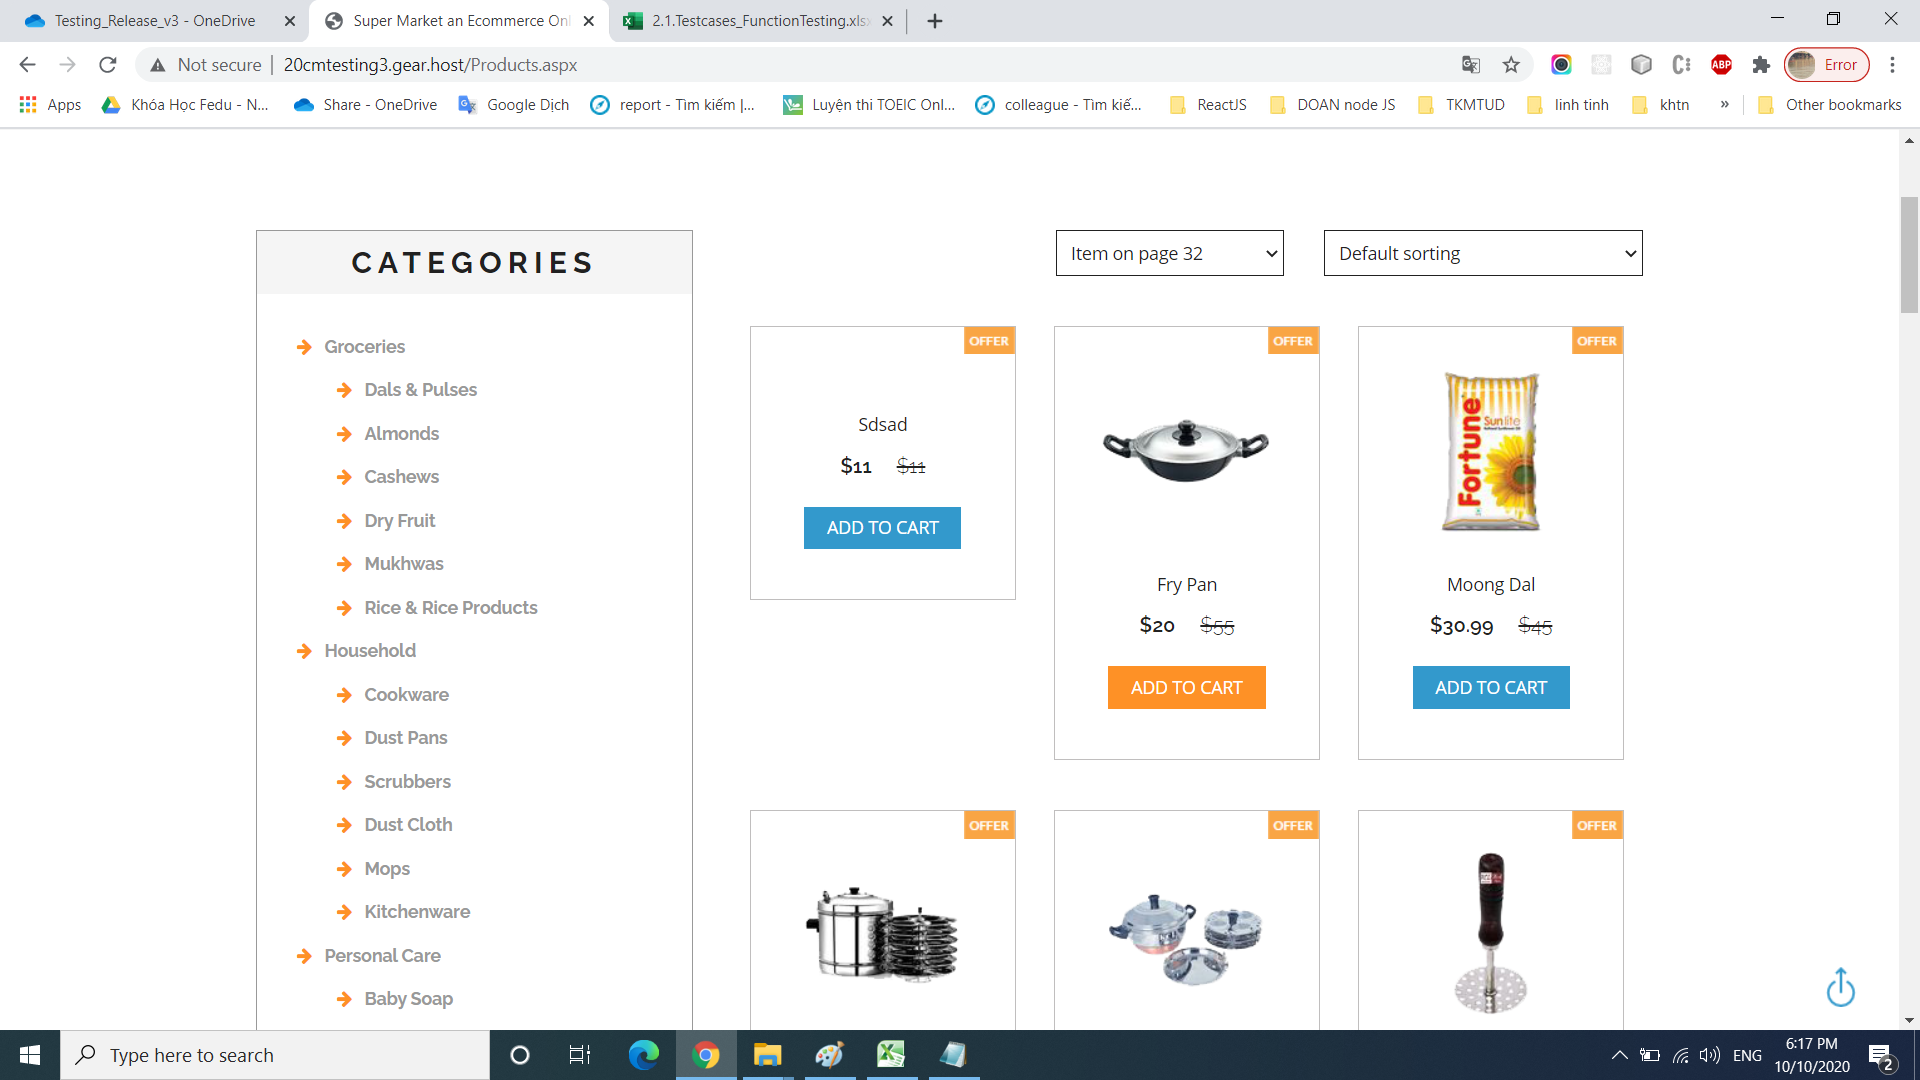 Testing_Release_v3 - OneDrive
Super Market an Ecommerce Onl
2.1.Testcases_FunctionTesting.xlsx
Not secure
20cmtesting3.gear.host/Products.aspx
ABP
Error
Apps
Khóa Học Fedu - N...
Share - OneDrive
Google Dịch
report - Tìm kiếm |...
Luyện thi TOEIC Onl...
colleague - Tìm kiế...
ReactJS
DOAN node JS
TKMTUD
linh tinh
khtn
»
Other bookmarks
CATEGORIES
Groceries
Dals & Pulses
Almonds
Cashews
Dry Fruit
Mukhwas
Rice & Rice Products
Household
Cookware
Dust Pans
Scrubbers
Dust Cloth
Mops
Kitchenware
Personal Care
Baby Soap
Item on page 32
Default sorting
OFFER
Sdsad
$11 $11
ADD TO CART
OFFER
Fry Pan
$20 $55
ADD TO CART
OFFER
Fortune
Sunlite
Moong Dal
$30.99 $45
ADD TO CART
OFFER
OFFER
OFFER
Type here to search
ENG
6:17 PM
10/10/2020
2